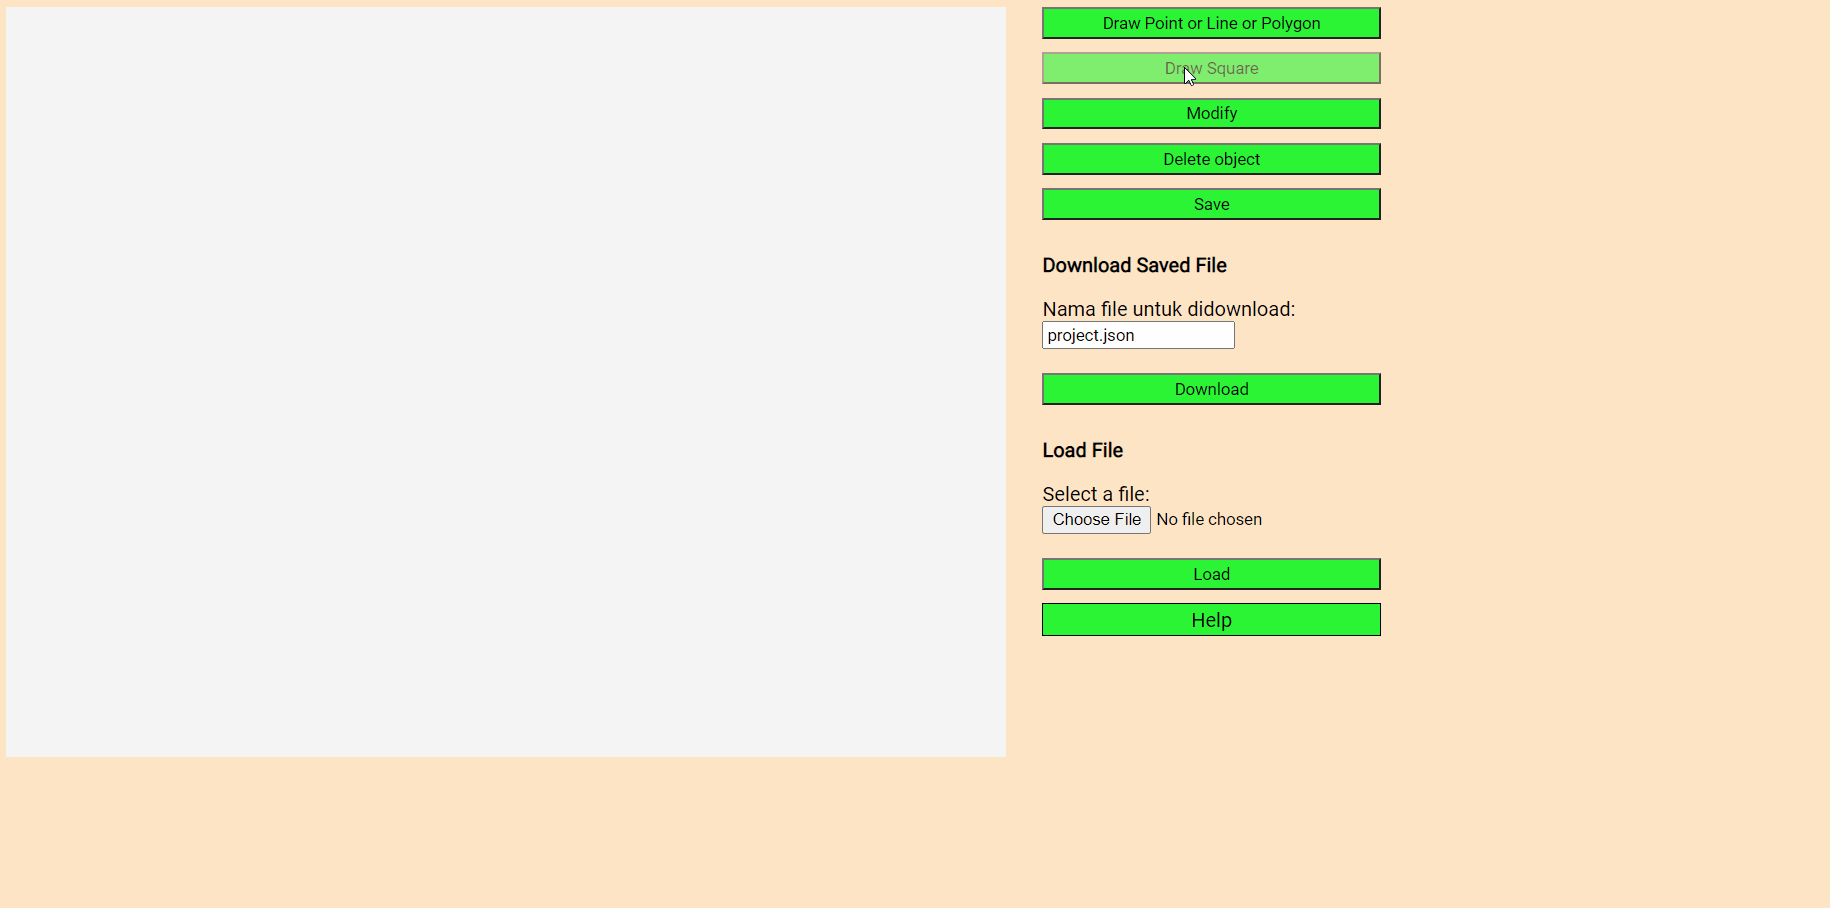 Draw Point or Line or Polygon
Draw Square
Modify
Delete object
Save
Download Saved File
Nama file untuk didownload:
project.json
Download
Load File
Select a file:
Choose File No file chosen
Load
Help